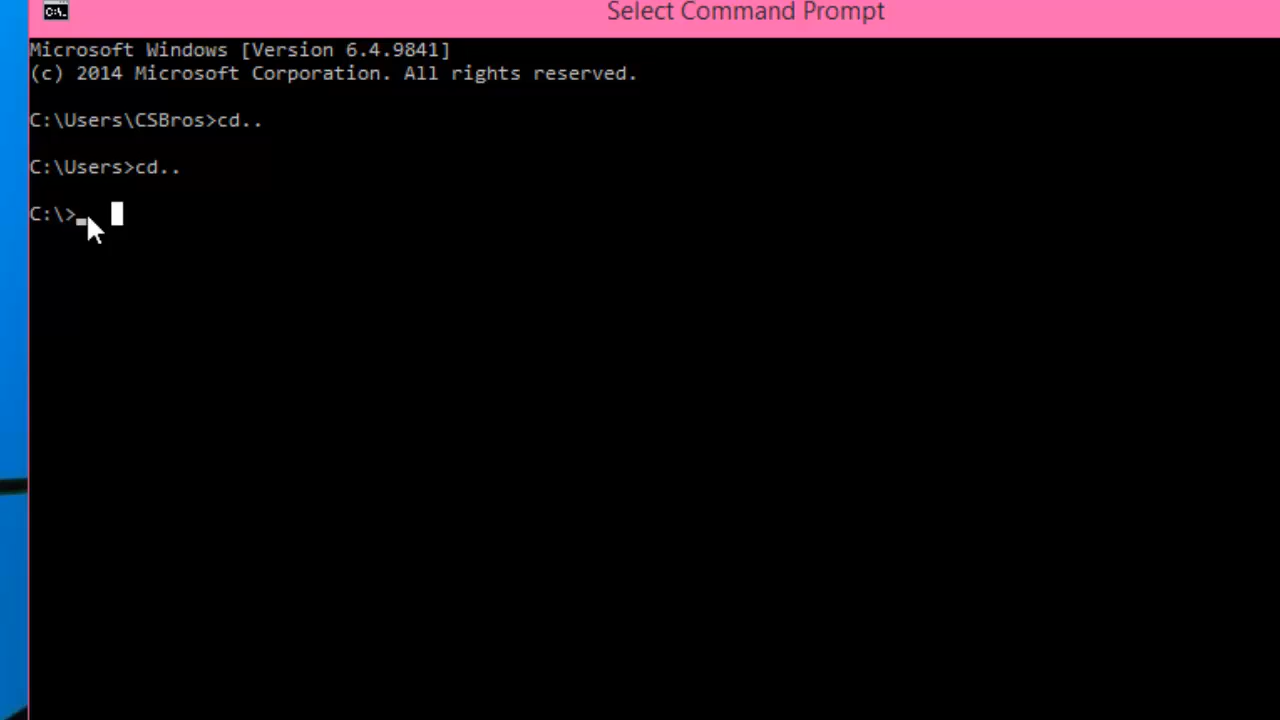 Select Command Prompt
Microsoft Windows [Version 6.4.9841]
(c) 2014 Microsoft Corporation. All rights reserved.
C:\Users\CSBros>cd..
C:\Users>cd..
C:\>_